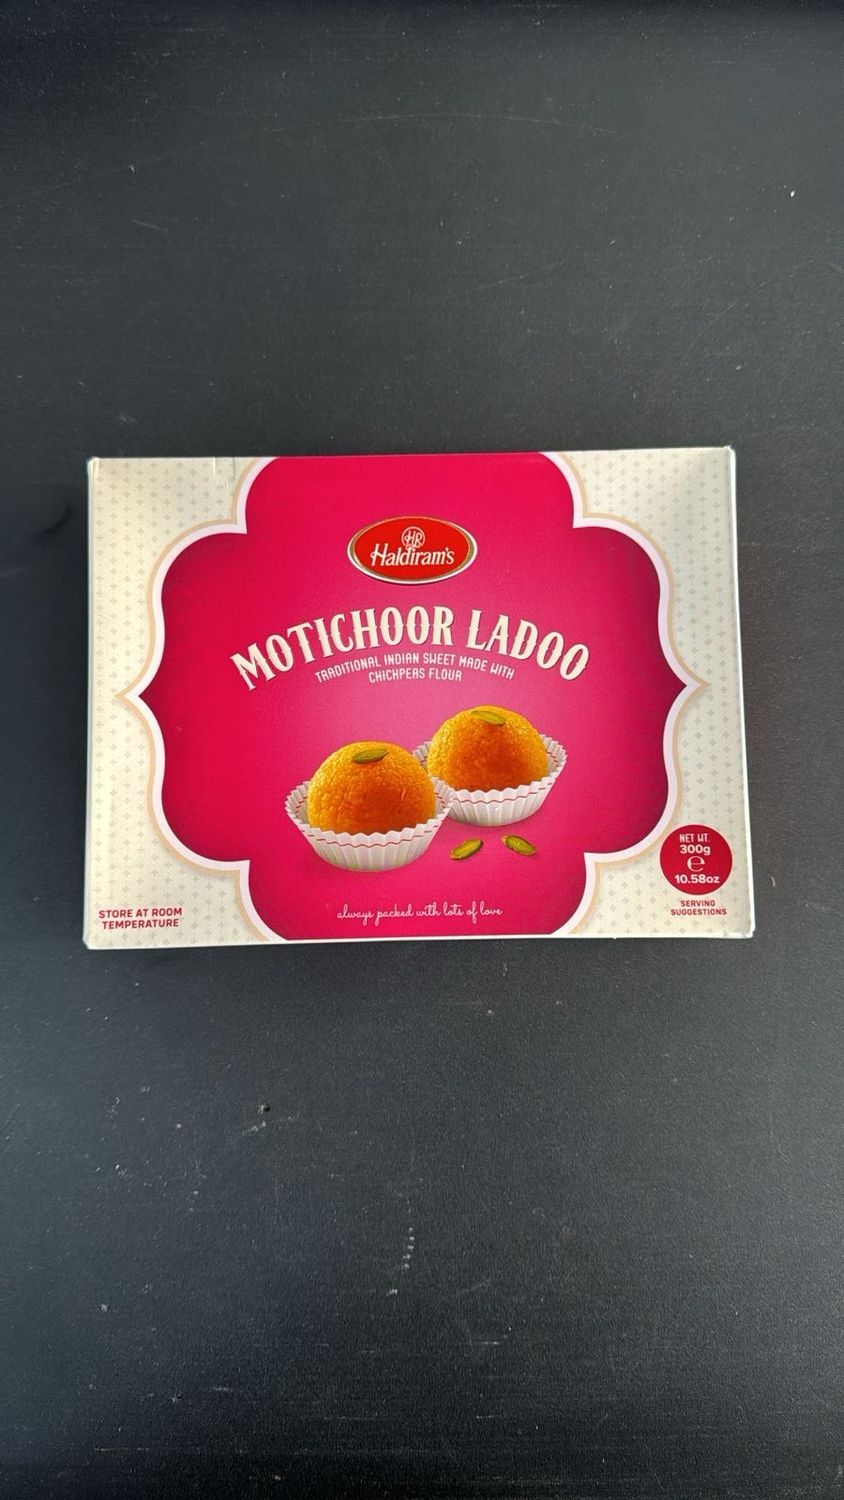 HR
Haldiram's
MOTICHOOR LADOO
TRADITIONAL INDIAN SWEET MADE WITH
CHICKPEAS FLOUR
NET WT.
300g
e
10.58oz
SERVING
SUGGESTIONS
STORE AT ROOM
TEMPERATURE
always packed with lots of love